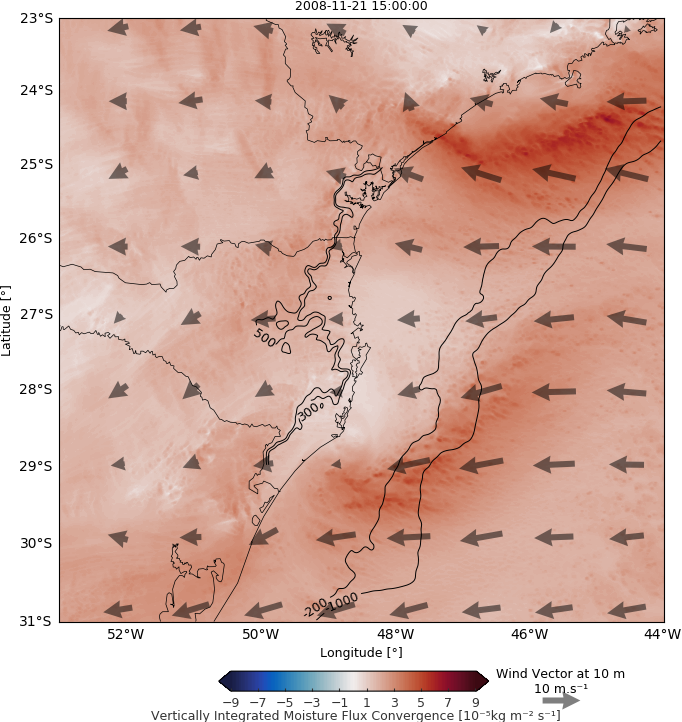 2008-11-21 15:00:00
23°S
24°S
25°S
26°S
27°S
28°S
29°S
30°S
31°S
Latitude [°]
500
300
-200
-1000
52°W
50°W
48°W
46°W
44°W
Longitude [°]
−9 −7 −5 −3 −1 1 3 5 7 9
Wind Vector at 10 m
10 m.s⁻¹
Vertically Integrated Moisture Flux Convergence [10⁻⁵kg m⁻² s⁻¹]